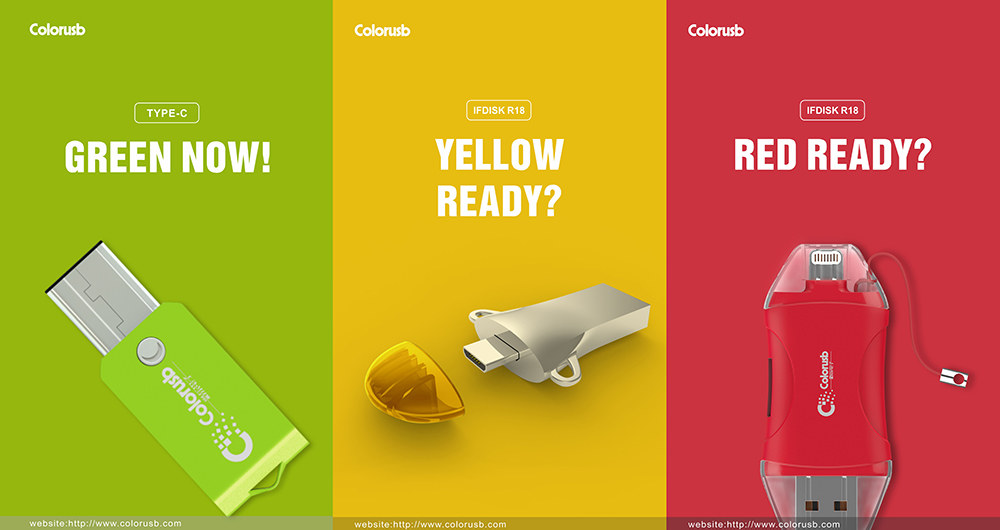 Colorusb
TYPE-C
GREEN NOW!
Colorusb
website:http://www.colorusb.com
Colorusb
IFDISK R18
YELLOW
READY?
website:http://www.colorusb.com
Colorusb
IFDISK R18
RED READY?
Colorusb
website:http://www.colorusb.com